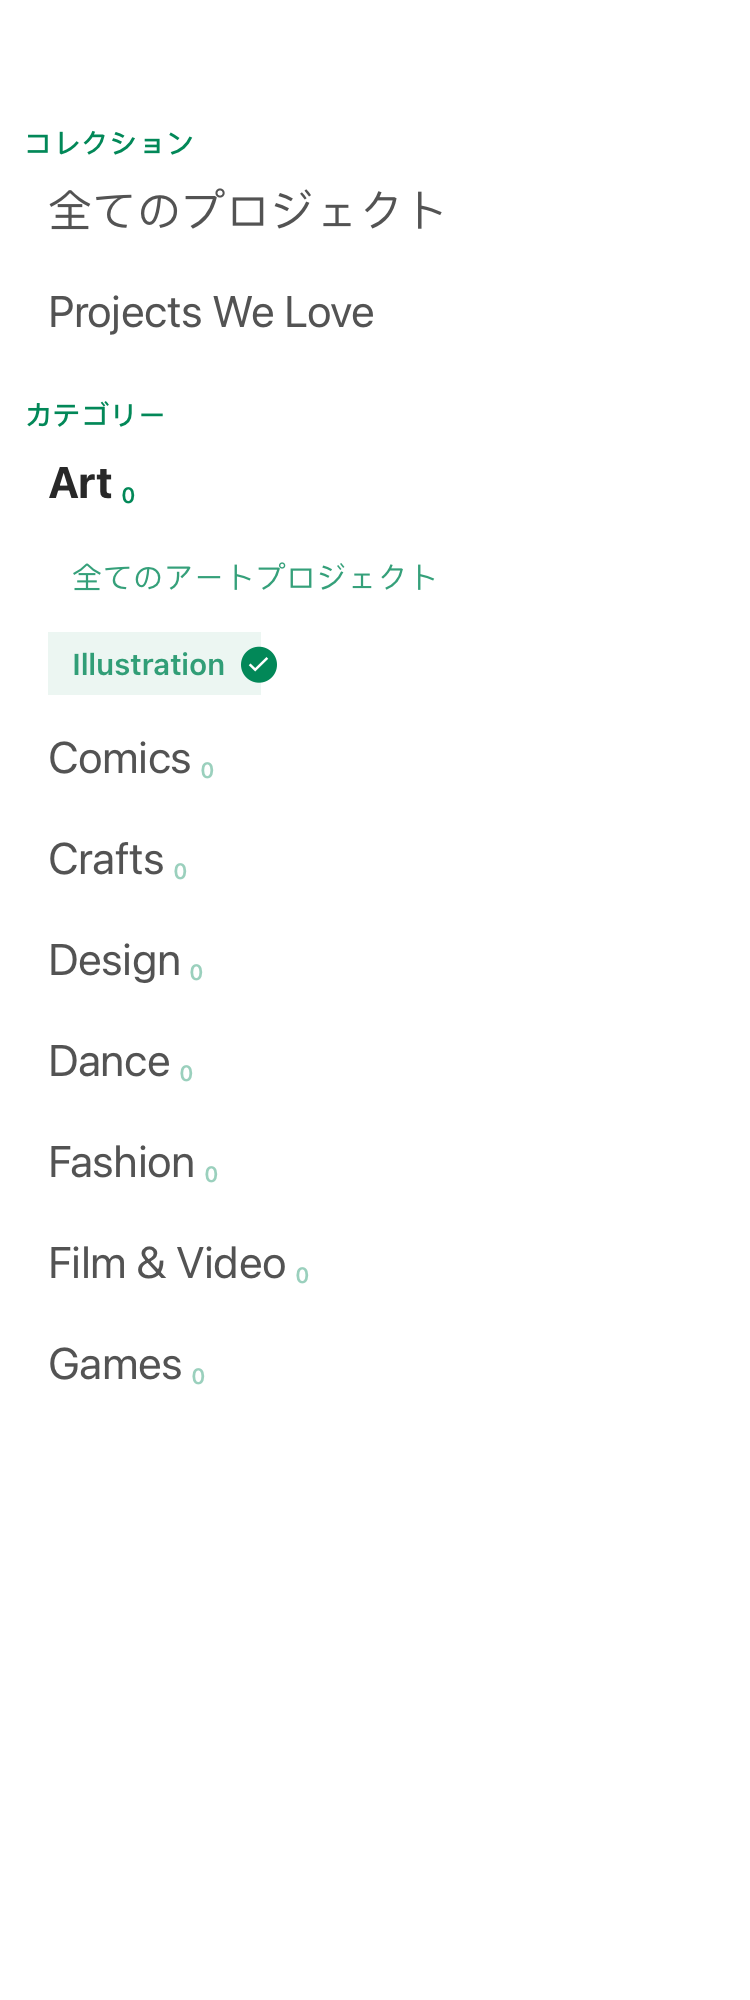 コレクション
全てのプロジェクト
Projects We Love
カテゴリー
Art 0
全てのアートプロジェクト
Illustration
Comics 0
Crafts 0
Design 0
Dance 0
Fashion 0
Film & Video 0
Games 0